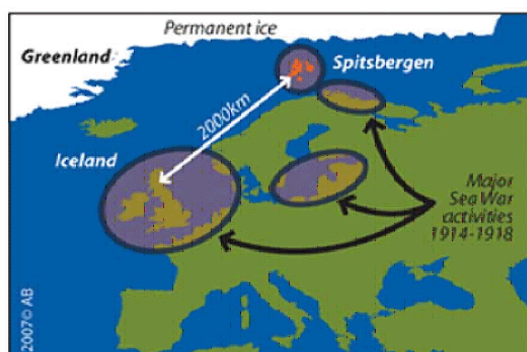 Permanent ice
Greenland
Spitsbergen
2000km
Iceland
Major
Sea War
activities
1914-1918
2007© AB